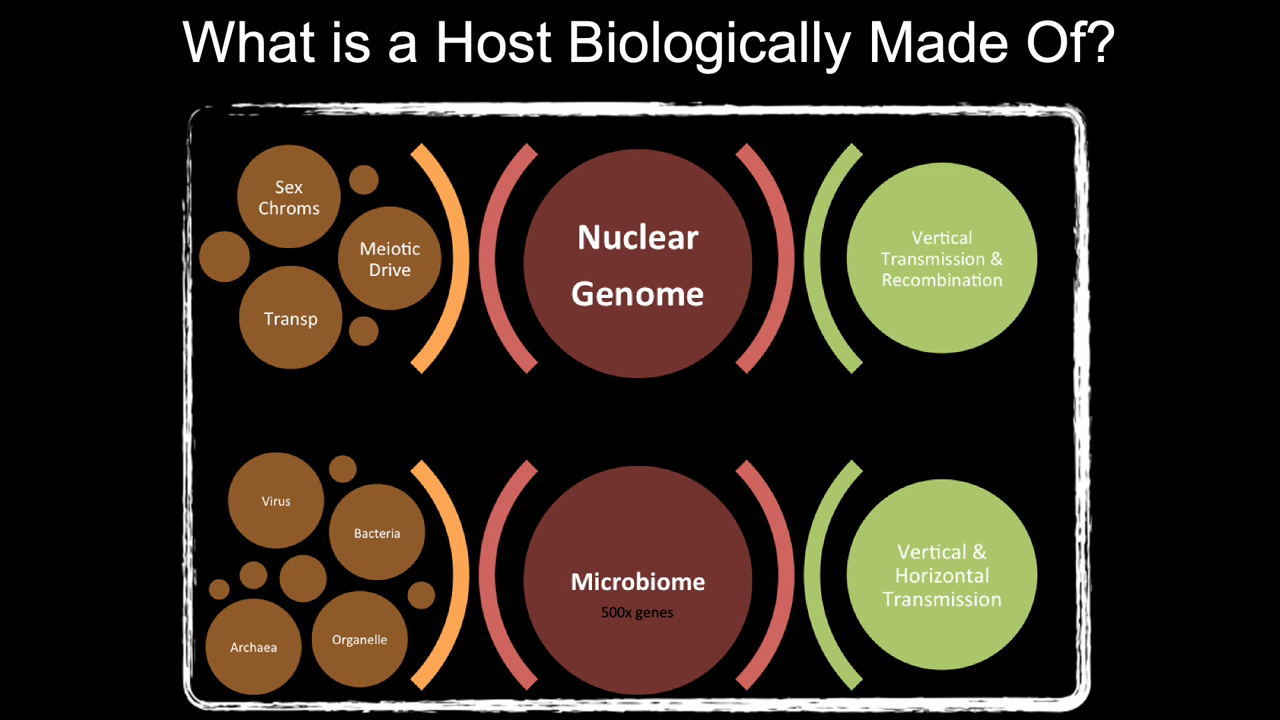 What is a Host Biologically Made Of?
Sex
Chroms
Meiotic
Drive
Transp
Nuclear
Genome
Vertical
Transmission &
Recombination
Virus
Bacteria
Archaea
Organelle
Microbiome
500x genes
Vertical &
Horizontal
Transmission